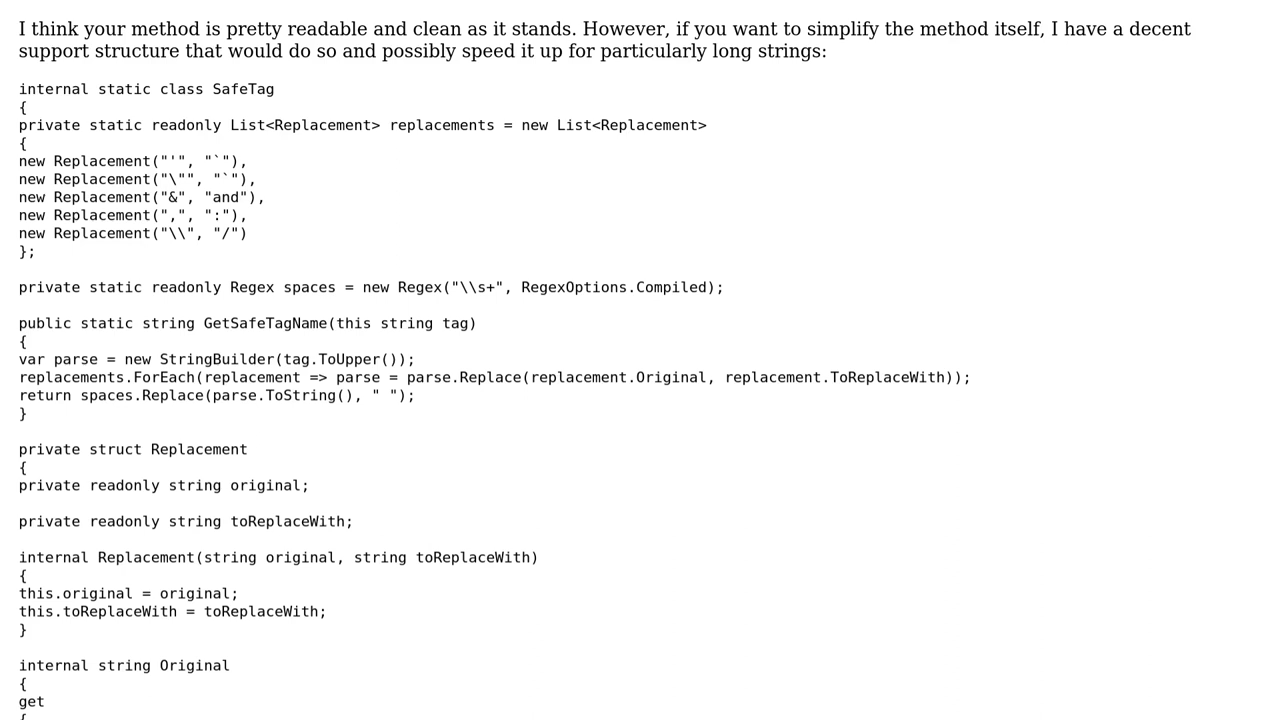 I think your method is pretty readable and clean as it stands. However, if you want to simplify the method itself, I have a decent
support structure that would do so and possibly speed it up for particularly long strings:
internal static class SafeTag
{
private static readonly List<Replacement> replacements = new List<Replacement>
{
new Replacement("'", "`"),
new Replacement("\"", "`"),
new Replacement("&", "and"),
new Replacement(",", ":"),
new Replacement("\\", "/")
};
private static readonly Regex spaces = new Regex("\\s+", RegexOptions.Compiled);
public static string GetSafeTagName(this string tag)
{
var parse = new StringBuilder(tag.ToUpper());
replacements.ForEach(replacement => parse = parse.Replace(replacement.Original, replacement.ToReplaceWith));
return spaces.Replace(parse.ToString(), " ");
}
private struct Replacement
{
private readonly string original;
private readonly string toReplaceWith;
internal Replacement(string original, string toReplaceWith)
{
this.original = original;
this.toReplaceWith = toReplaceWith;
}
internal string Original
{
get
{